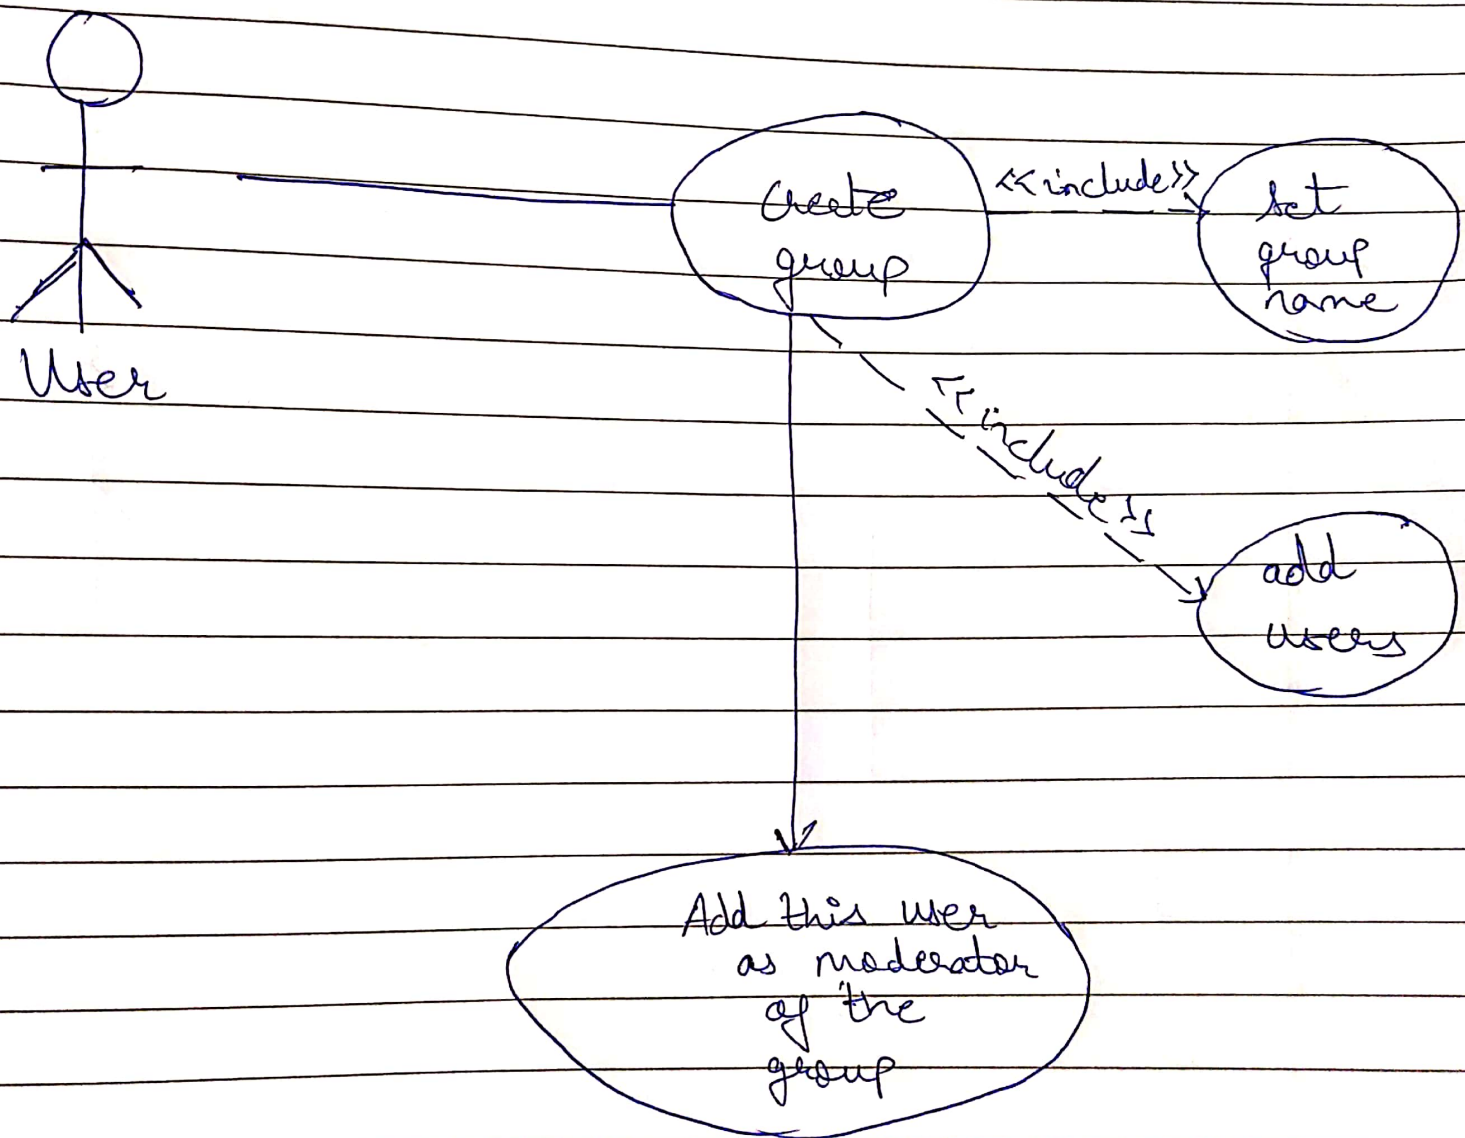 User
Create
group
<<include>>
set
group
name
<<include>>
add
users
Add this user
as moderator
of the
group